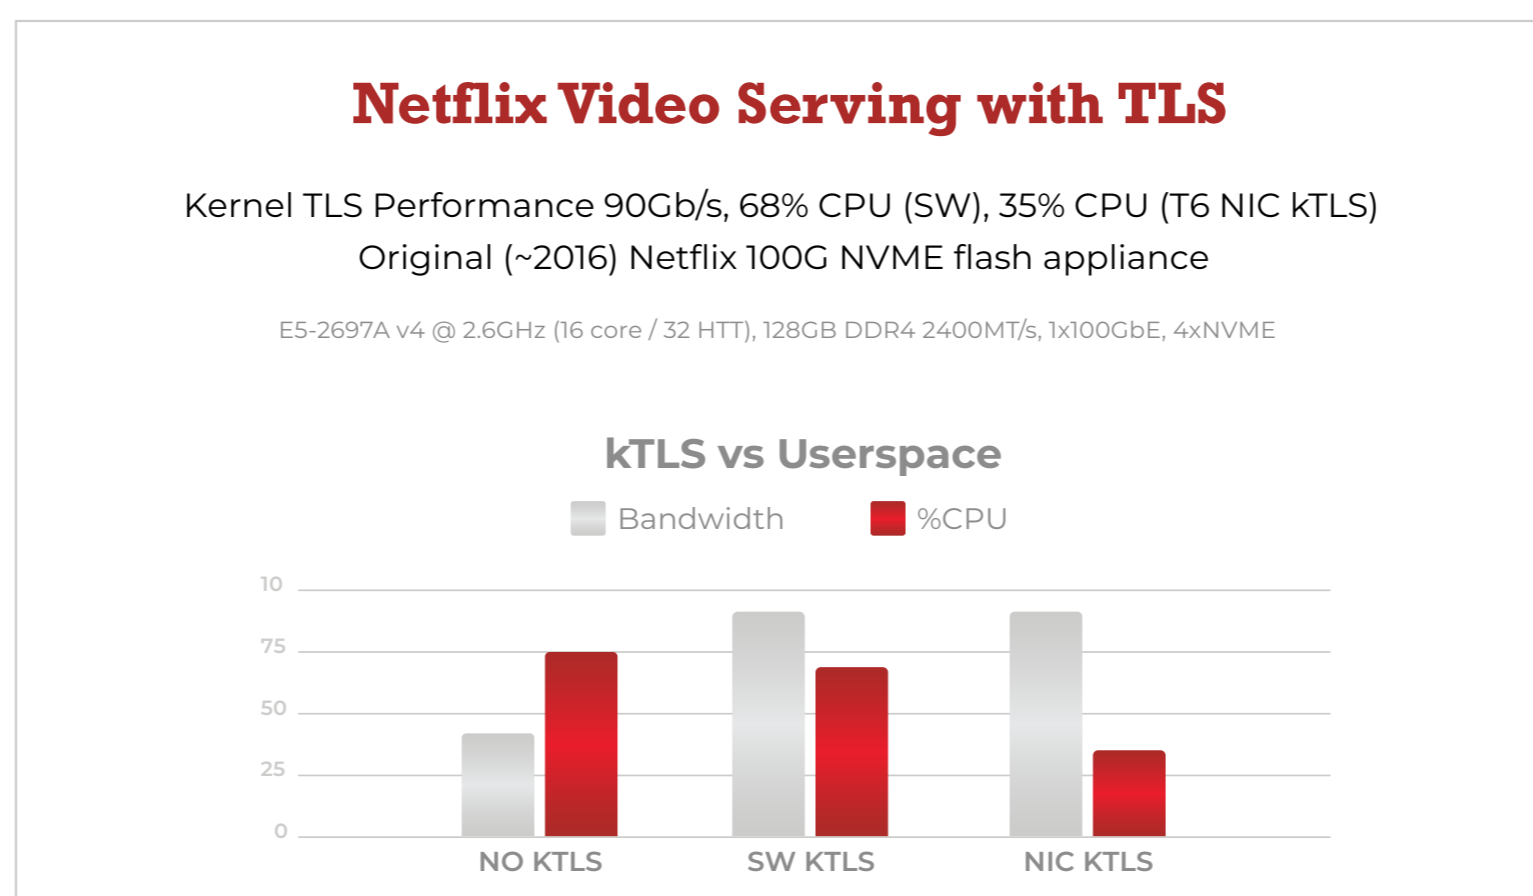 Netflix Video Serving with TLS
Kernel TLS Performance 90Gb/s, 68% CPU (SW), 35% CPU (T6 NIC kTLS)
Original (~2016) Netflix 100G NVME flash appliance
E5-2697A v4 @ 2.6GHz (16 core / 32 HTT), 128GB DDR4 2400MT/s, 1x100GbE, 4xNVME
kTLS vs Userspace
Bandwidth %CPU
10
75
50
25
0
NO KTLS SW KTLS NIC KTLS